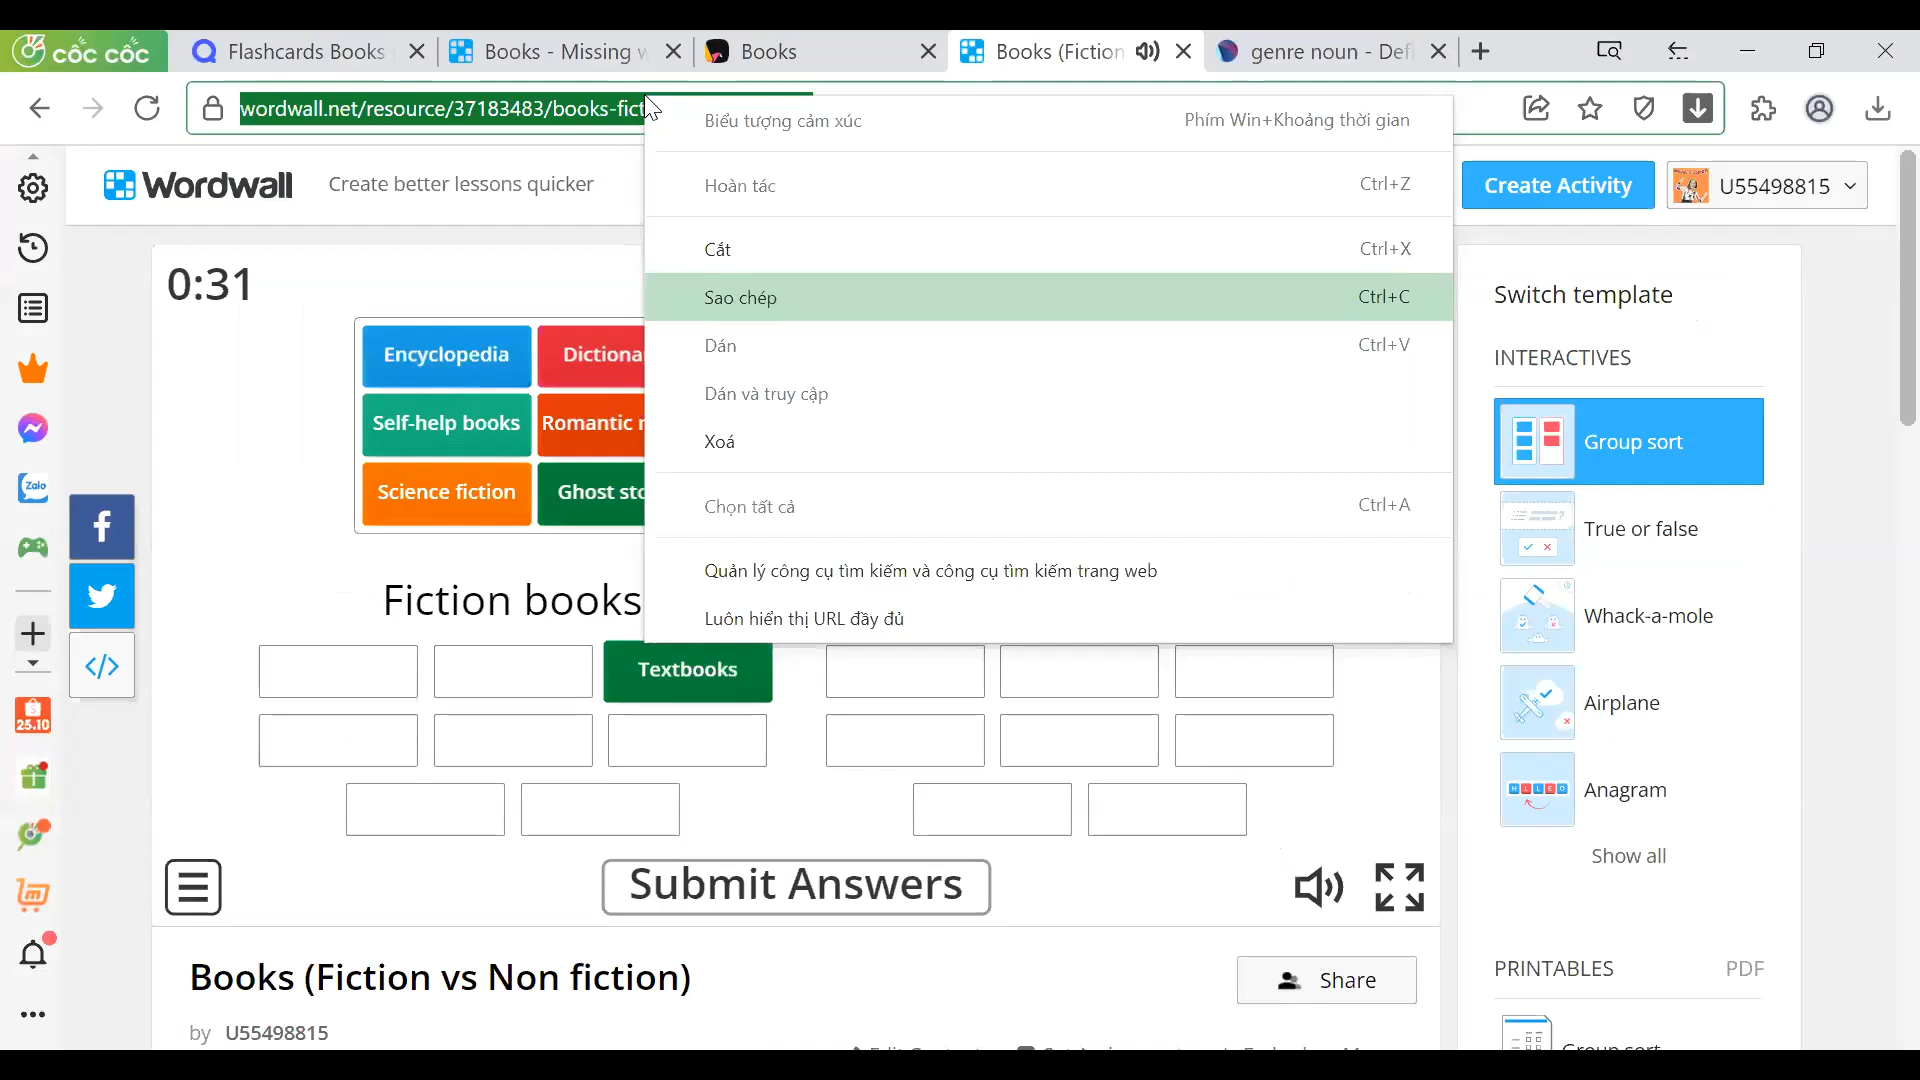 cốc cốc
Flashcards Books
Books - Missing w
Books
Books (Fiction
genre noun - Def
wordwall.net/resource/37183483/books-fict
Biểu tượng cảm xúc Phím Win+Khoảng thời gian
Hoàn tác Ctrl+Z
Cắt Ctrl+X
Sao chép Ctrl+C
Dán Ctrl+V
Dán và truy cập
Xoá
Chọn tất cả Ctrl+A
Quản lý công cụ tìm kiếm và công cụ tìm kiếm trang web
Luôn hiển thị URL đầy đủ
Wordwall
Create better lessons quicker
Create Activity
U55498815
0:31
Encyclopedia
Dictiona
Self-help books
Romantic
Science fiction
Ghost sto
Fiction books
Textbooks
Submit Answers
Books (Fiction vs Non fiction)
Share
by U55498815
Switch template
INTERACTIVES
Group sort
True or false
Whack-a-mole
Airplane
Anagram
Show all
PRINTABLES PDF
Group sort
Zalo
25.10